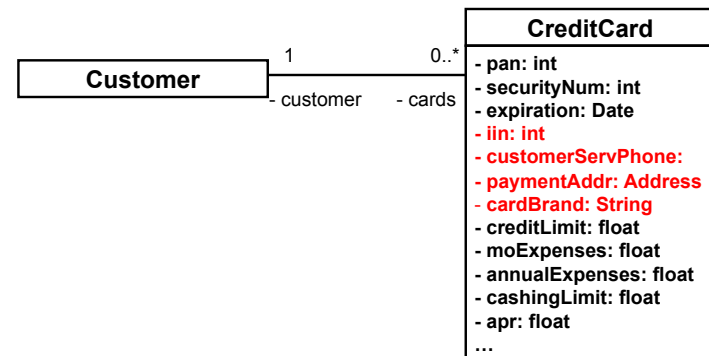 CreditCard
1
0..*
Customer
- customer
- cards
- pan: int
- securityNum: int
- expiration: Date
- iin: int
- customerServPhone:
- paymentAddr: Address
- cardBrand: String
- creditLimit: float
- moExpenses: float
- annualExpenses: float
- cashingLimit: float
- apr: float
...